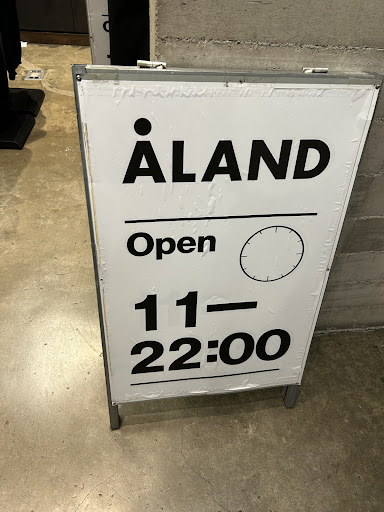 ÅLAND
Open
11—
22:00